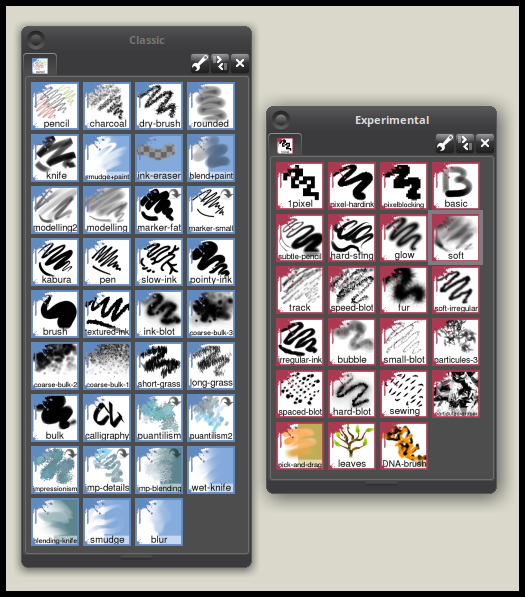 Classic
pencil charcoal dry-brush rounded
knife smudge+paint ink-eraser blend+paint
modelling2 modelling marker-fat marker-small
kabura pen slow-ink pointy-ink
brush textured-ink ink-blot coarse-bulk-3
coarse-bulk-2 coarse-bulk-1 short-grass long-grass
bulk calligraphy puantilism puantilism2
impressionism imp-details imp-blending wet-knife
blending-knife smudge blur
Experimental
1pixel pixel-hardink pixelblocking basic
subtle-pencil hard-sting glow soft
track speed-blot fur soft-irregular
irregular-ink bubble small-blot particules-3
spaced-blot hard-blot sewing
pick-and-drag leaves DNA-brush